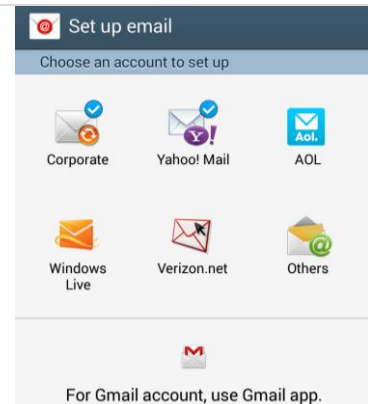 Set up email
Choose an account to set up
Corporate
Yahoo! Mail
Aol.
AOL
Windows
Live
Verizon.net
Others
For Gmail account, use Gmail app.